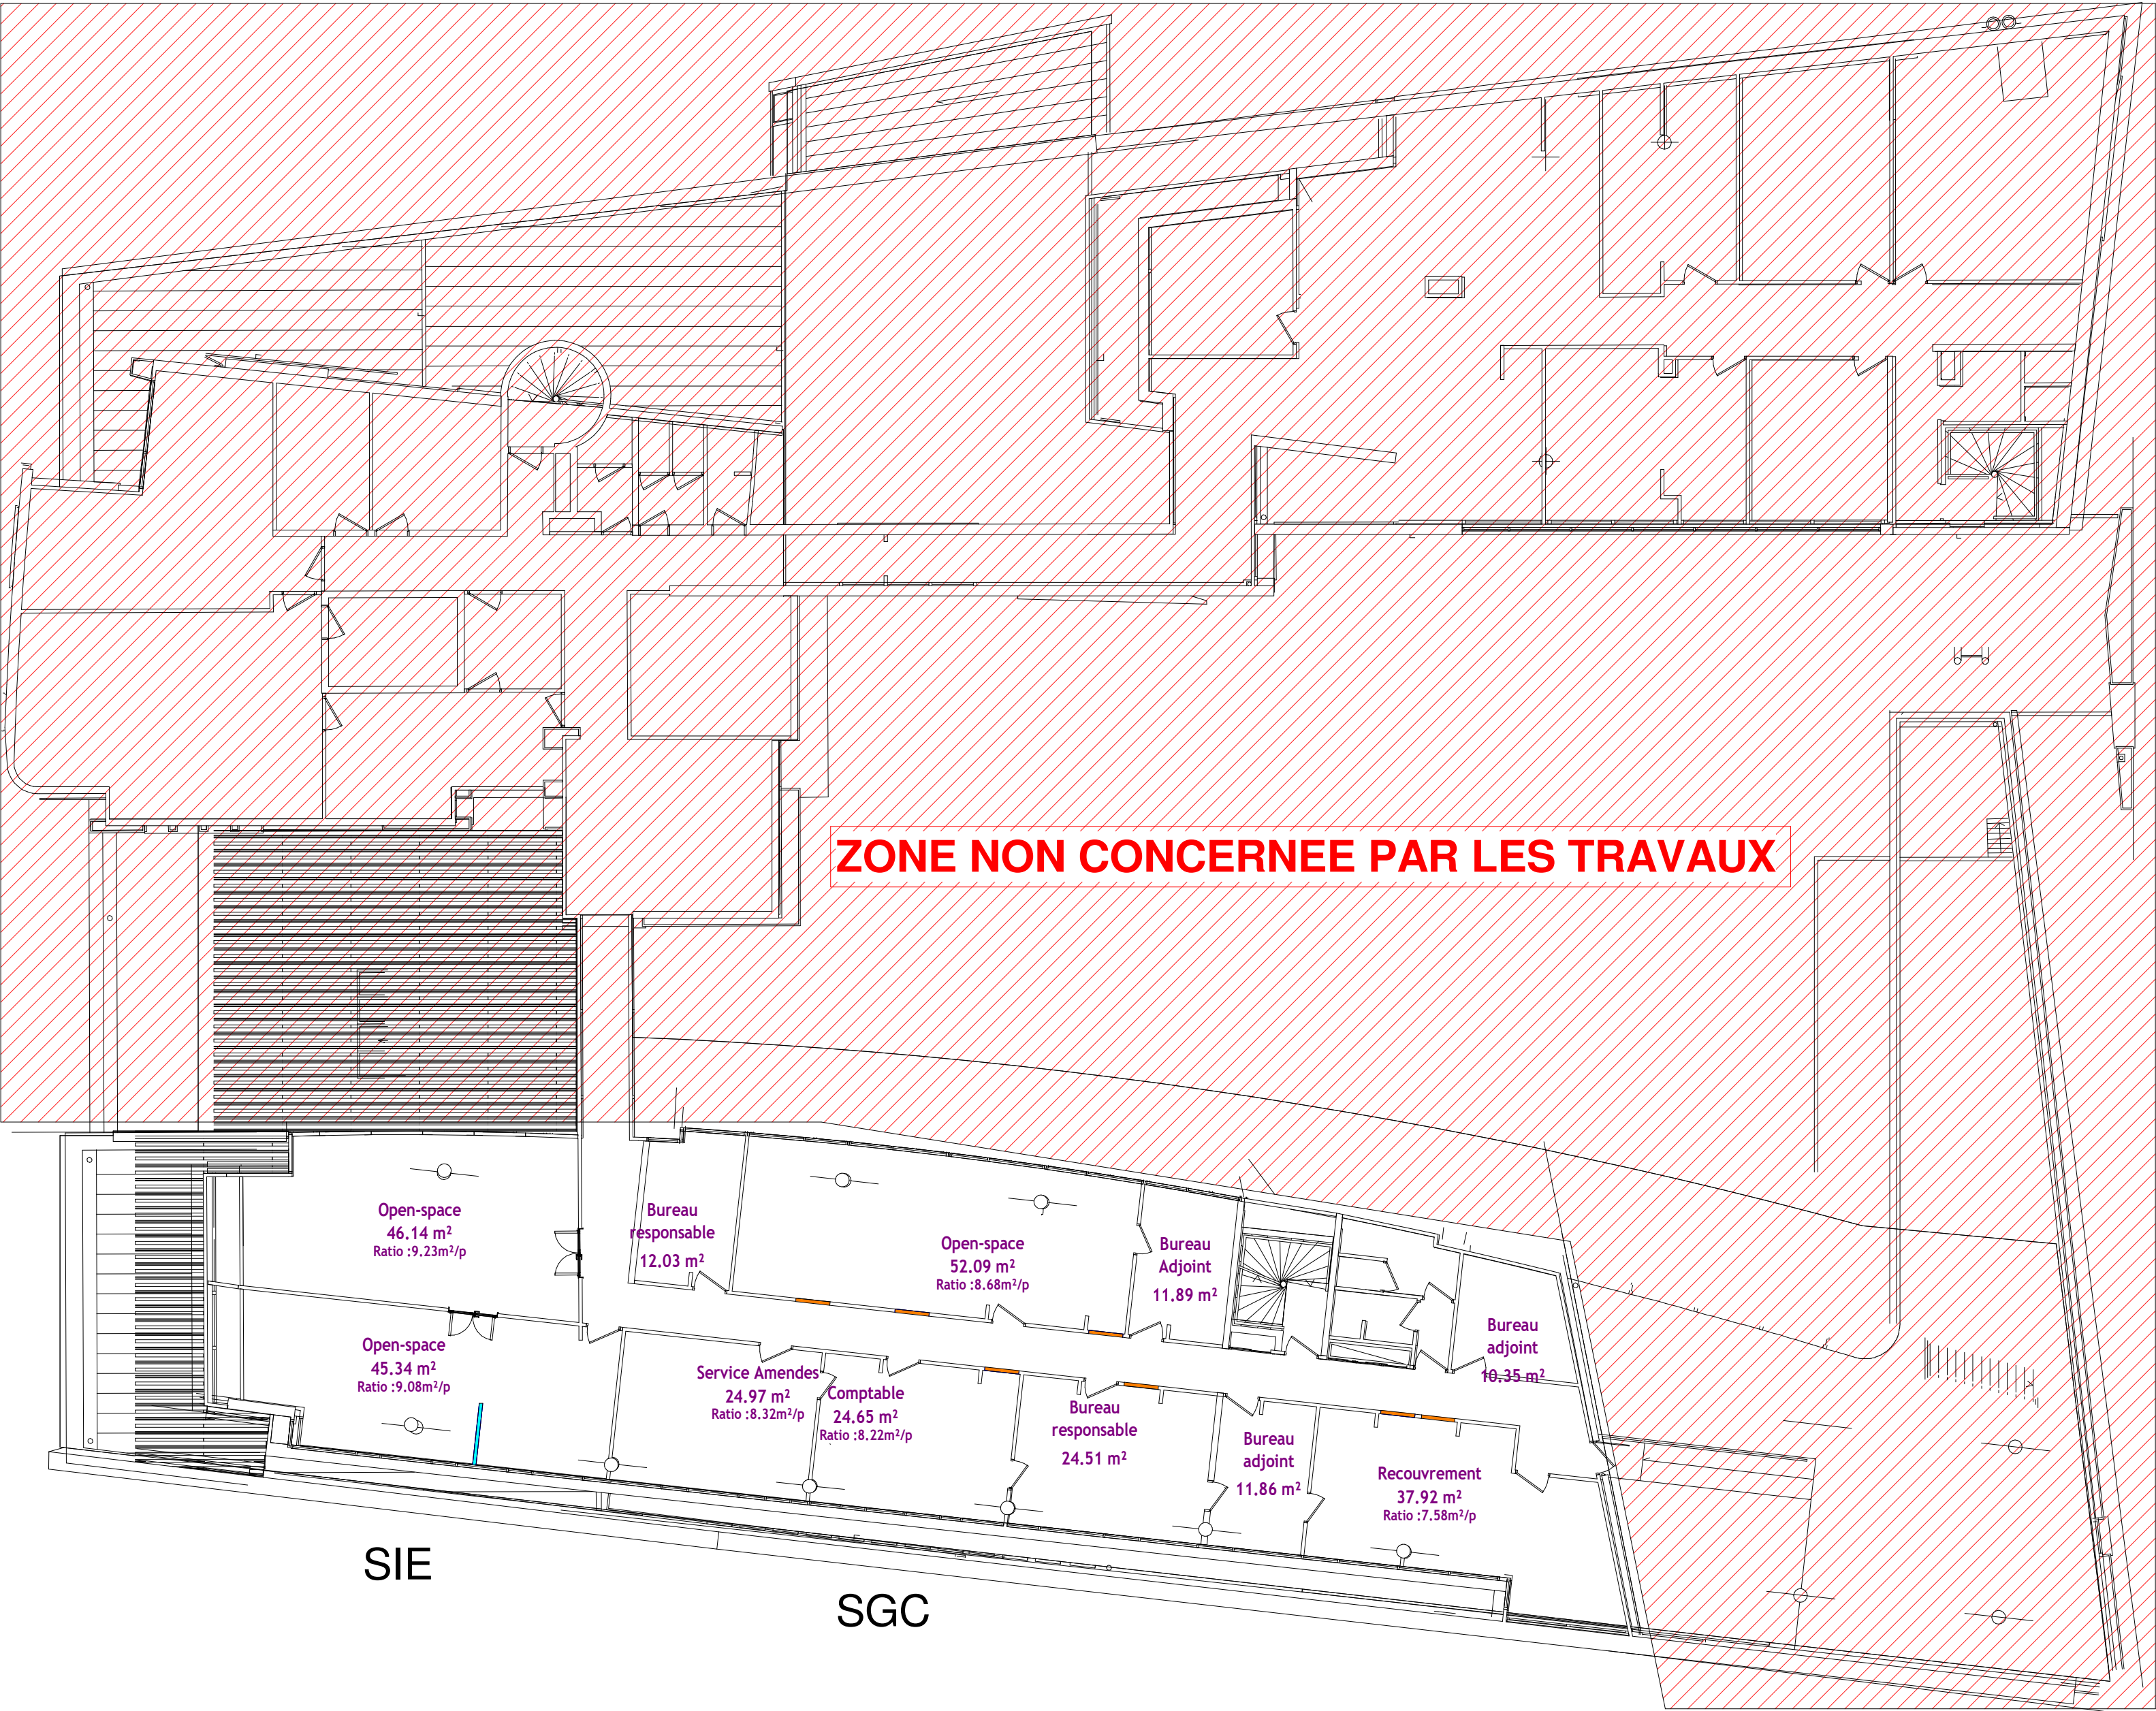 ZONE NON CONCERNEE PAR LES TRAVAUX
Open-space
46.14 m²
Ratio :9.23m²/p
Bureau
responsable
12.03 m²
Open-space
52.09 m²
Ratio :8.68m²/p
Bureau
Adjoint
11.89 m²
Bureau
adjoint
10.35 m²
Open-space
45.34 m²
Ratio :9.08m²/p
Service Amendes
24.97 m²
Ratio :8.32m²/p
Comptable
24.65 m²
Ratio :8.22m²/p
Bureau
responsable
24.51 m²
Bureau
adjoint
11.86 m²
Recouvrement
37.92 m²
Ratio :7.58m²/p
SIE
SGC